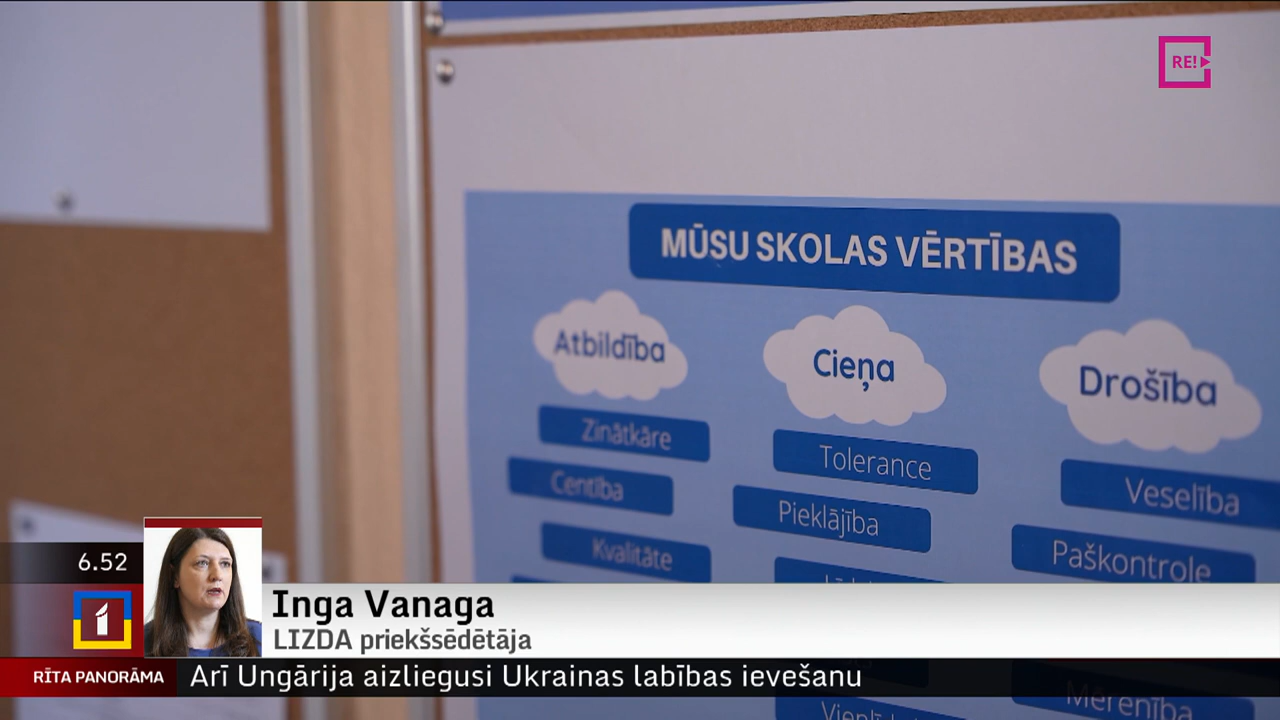 RE!
MŪSU SKOLAS VĒRTĪBAS
Atbildība
Cieņa
Drošība
Zinātkāre
Tolerance
Veselība
Centība
Pieklājība
Paškontrole
Kvalitāte
6.52
1
Inga Vanaga
LIZDA priekšsēdētāja
RĪTA PANORĀMA
Arī Ungārija aizliegusi Ukrainas labības ievešanu
Mērenība